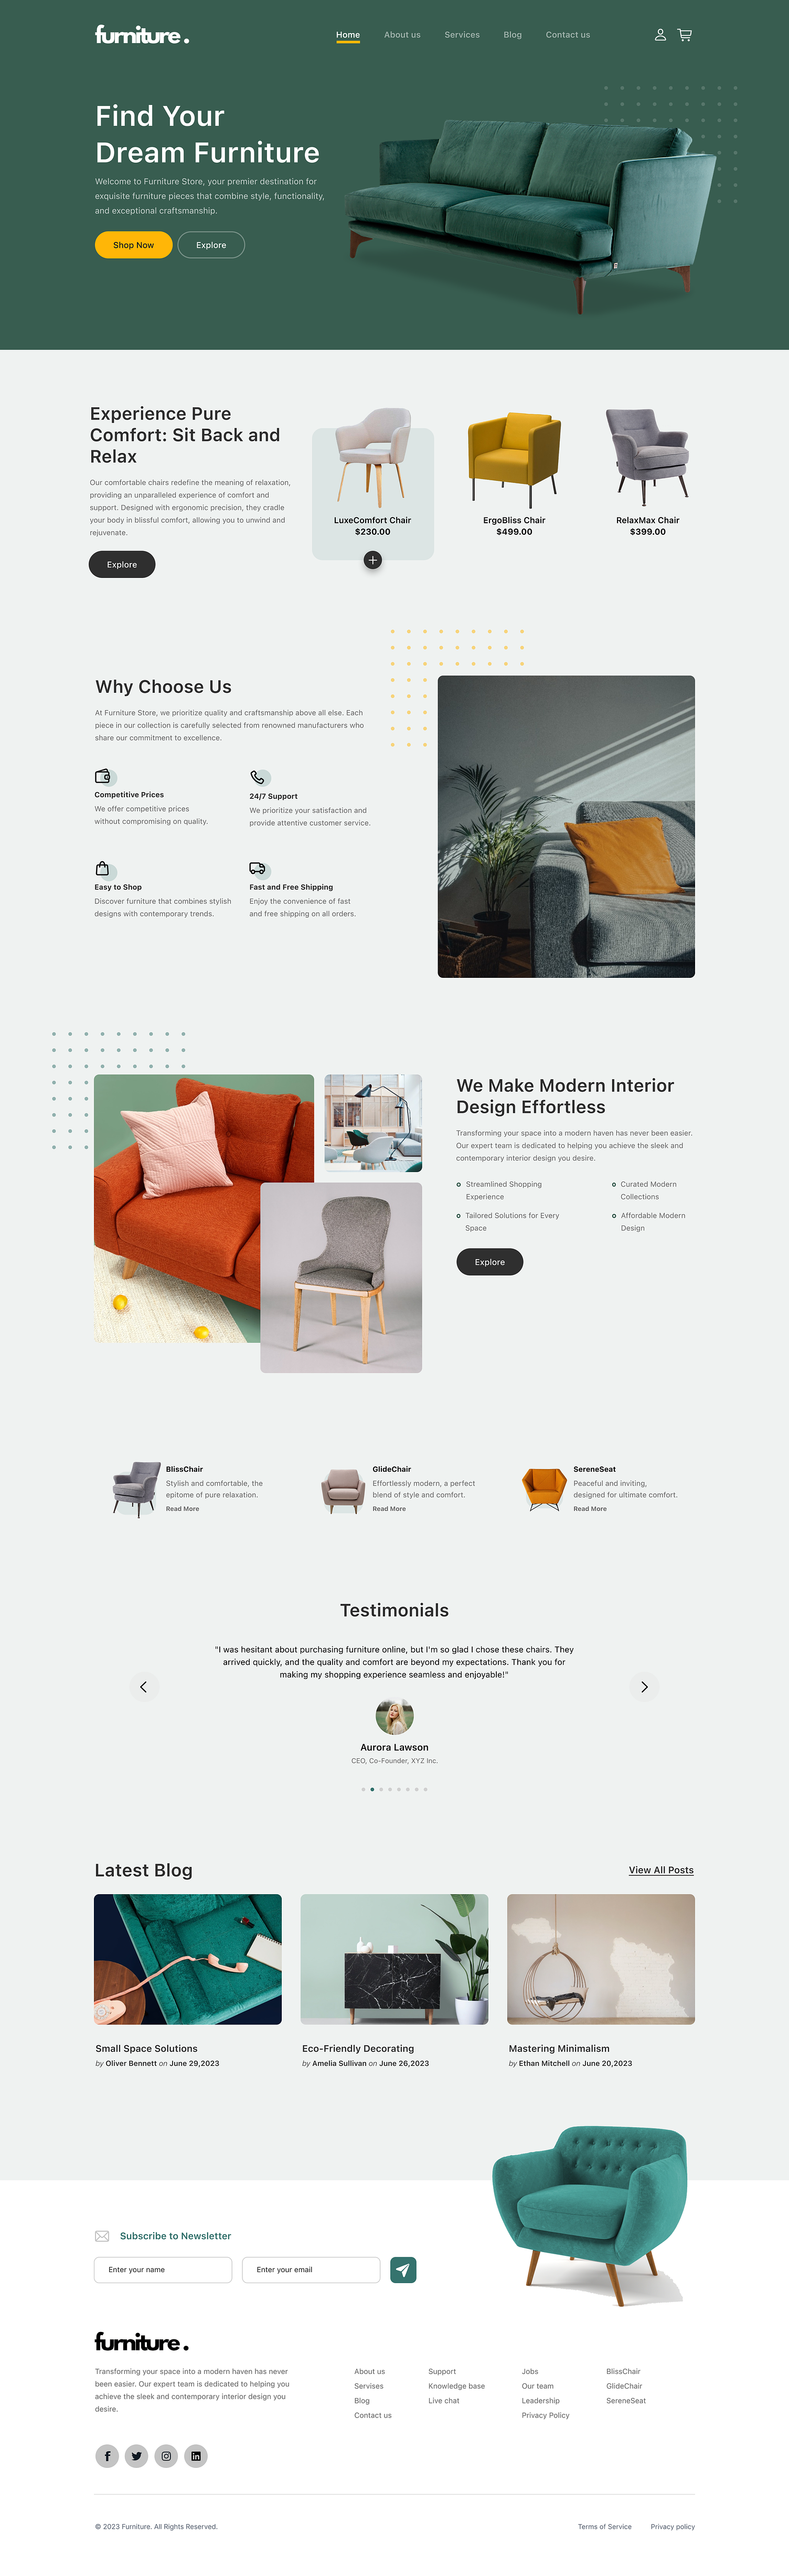 furniture.
Home
About us
Services
Blog
Contact us
Find Your
Dream Furniture
Welcome to Furniture Store, your premier destination for
exquisite furniture pieces that combine style, functionality,
and exceptional craftsmanship.
Shop Now
Explore
Experience Pure
Comfort: Sit Back and
Relax
Our comfortable chairs redefine the meaning of relaxation,
providing an unparalleled experience of comfort and
support. Designed with ergonomic precision, they cradle
your body in blissful comfort, allowing you to unwind and
rejuvenate.
Explore
LuxeComfort Chair
$230.00
ErgoBliss Chair
$499.00
RelaxMax Chair
$399.00
Why Choose Us
At Furniture Store, we prioritize quality and craftsmanship above all else. Each
piece in our collection is carefully selected from renowned manufacturers who
share our commitment to excellence.
Competitive Prices
We offer competitive prices
without compromising on quality.
24/7 Support
We prioritize your satisfaction and
provide attentive customer service.
Easy to Shop
Discover furniture that combines stylish
designs with contemporary trends.
Fast and Free Shipping
Enjoy the convenience of fast
and free shipping on all orders.
We Make Modern Interior
Design Effortless
Transforming your space into a modern haven has never been easier.
Our expert team is dedicated to helping you achieve the sleek and
contemporary interior design you desire.
Streamlined Shopping
Experience
Curated Modern
Collections
Tailored Solutions for Every
Space
Affordable Modern
Design
Explore
BlissChair
Stylish and comfortable, the
epitome of pure relaxation.
Read More
GlideChair
Effortlessly modern, a perfect
blend of style and comfort.
Read More
SereneSeat
Peaceful and inviting,
designed for ultimate comfort.
Read More
Testimonials
"I was hesitant about purchasing furniture online, but I'm so glad I chose these chairs. They
arrived quickly, and the quality and comfort are beyond my expectations. Thank you for
making my shopping experience seamless and enjoyable!"
Aurora Lawson
CEO, Co-Founder, XYZ Inc.
Latest Blog
View All Posts
Small Space Solutions
by Oliver Bennett on June 29,2023
Eco-Friendly Decorating
by Amelia Sullivan on June 26,2023
Mastering Minimalism
by Ethan Mitchell on June 20,2023
Subscribe to Newsletter
Enter your name
Enter your email
furniture.
Transforming your space into a modern haven has never
been easier. Our expert team is dedicated to helping you
achieve the sleek and contemporary interior design you
desire.
About us
Servises
Blog
Contact us
Support
Knowledge base
Live chat
Jobs
Our team
Leadership
Privacy Policy
BlissChair
GlideChair
SereneSeat
© 2023 Furniture. All Rights Reserved.
Terms of Service
Privacy policy